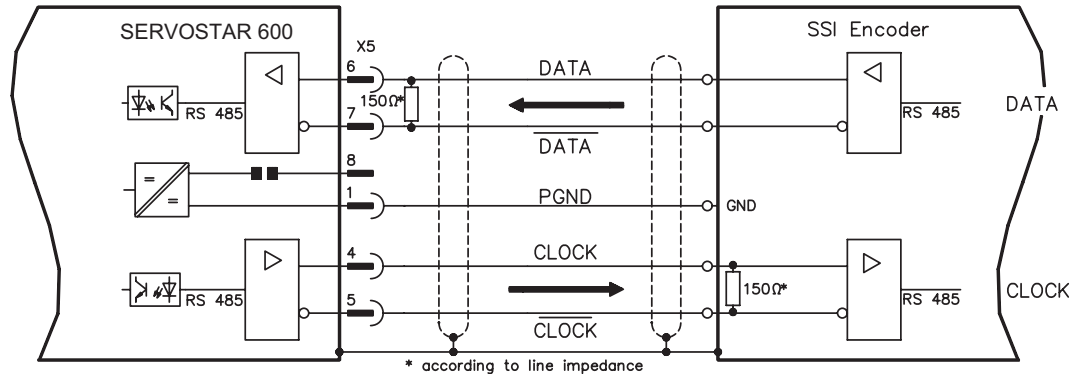 SERVOSTAR 600
X5
SSI Encoder
6
DATA
150Ω*
RS 485
RS 485
DATA
7
DATA
8
=
=
1
PGND
GND
4
CLOCK
150Ω*
RS 485
RS 485
CLOCK
5
CLOCK
* according to line impedance